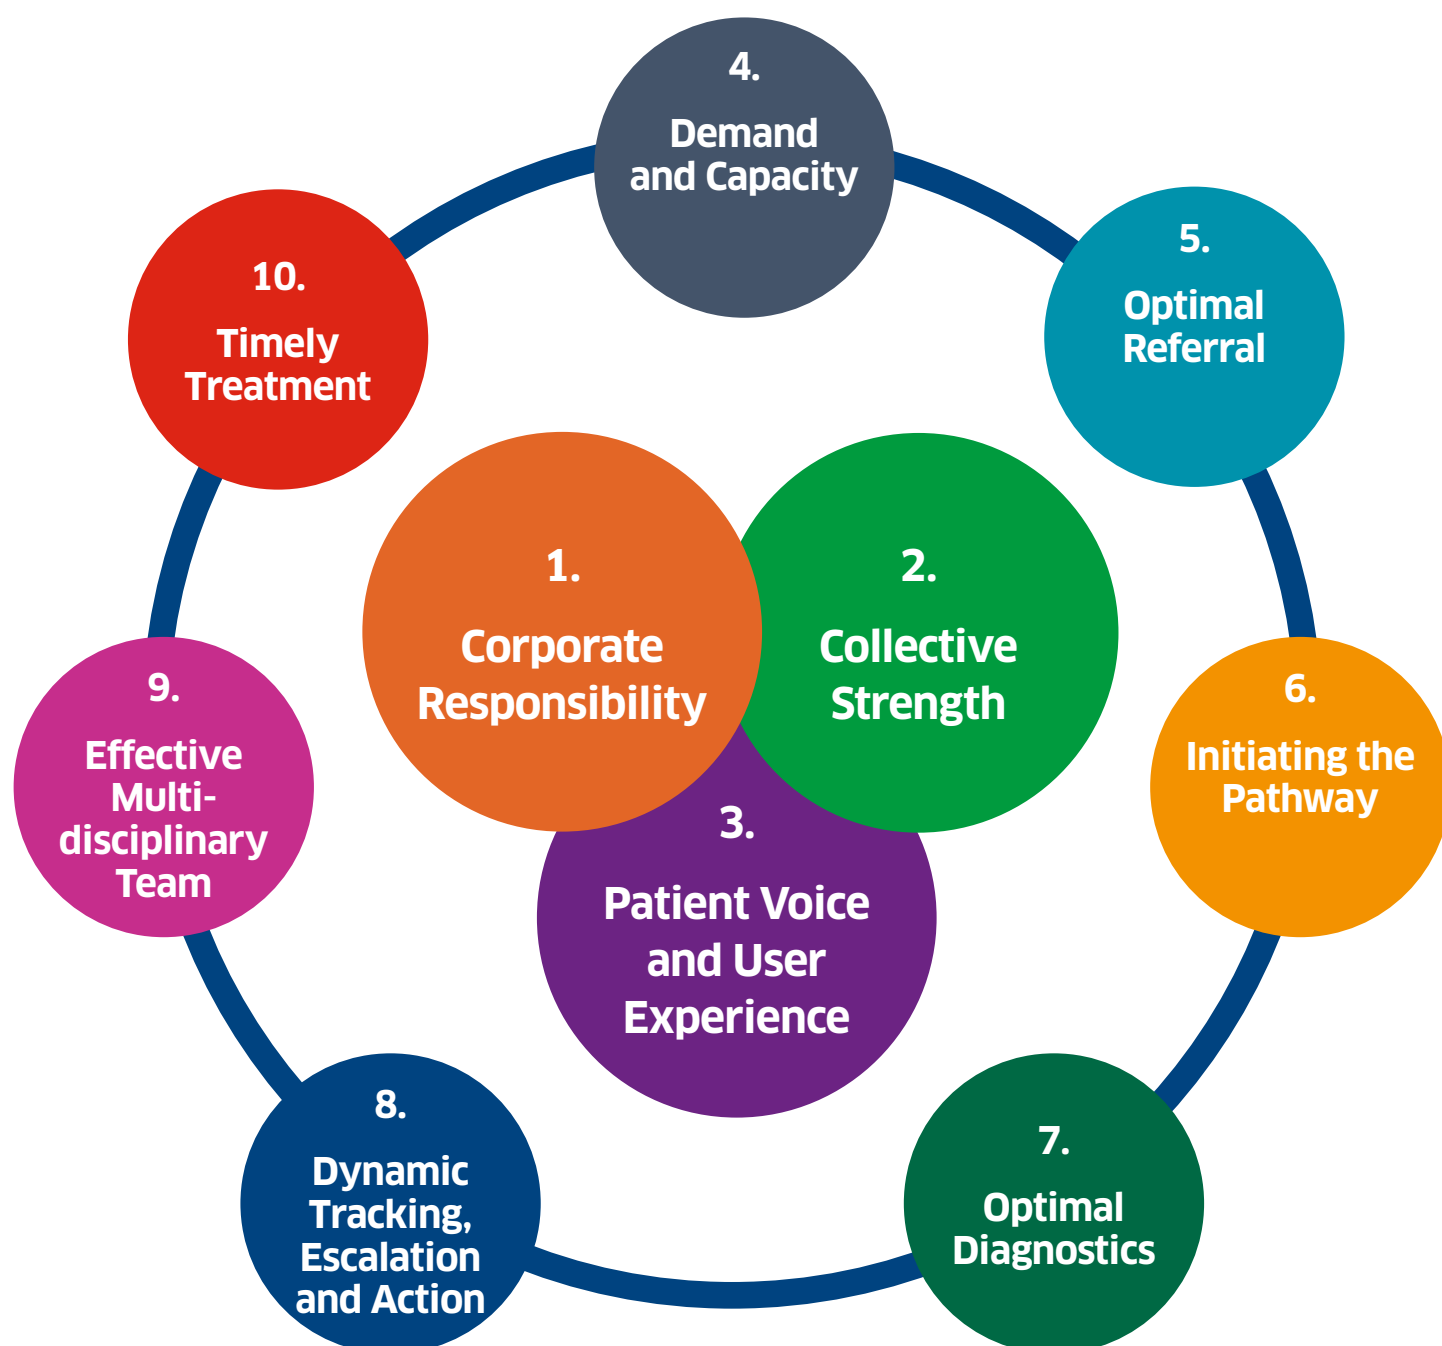 1.
Corporate
Responsibility
2.
Collective
Strength
3.
Patient Voice
and User
Experience
4.
Demand
and Capacity
5.
Optimal
Referral
6.
Initiating the
Pathway
7.
Optimal
Diagnostics
8.
Dynamic
Tracking,
Escalation
and Action
9.
Effective
Multi-
disciplinary
Team
10.
Timely
Treatment